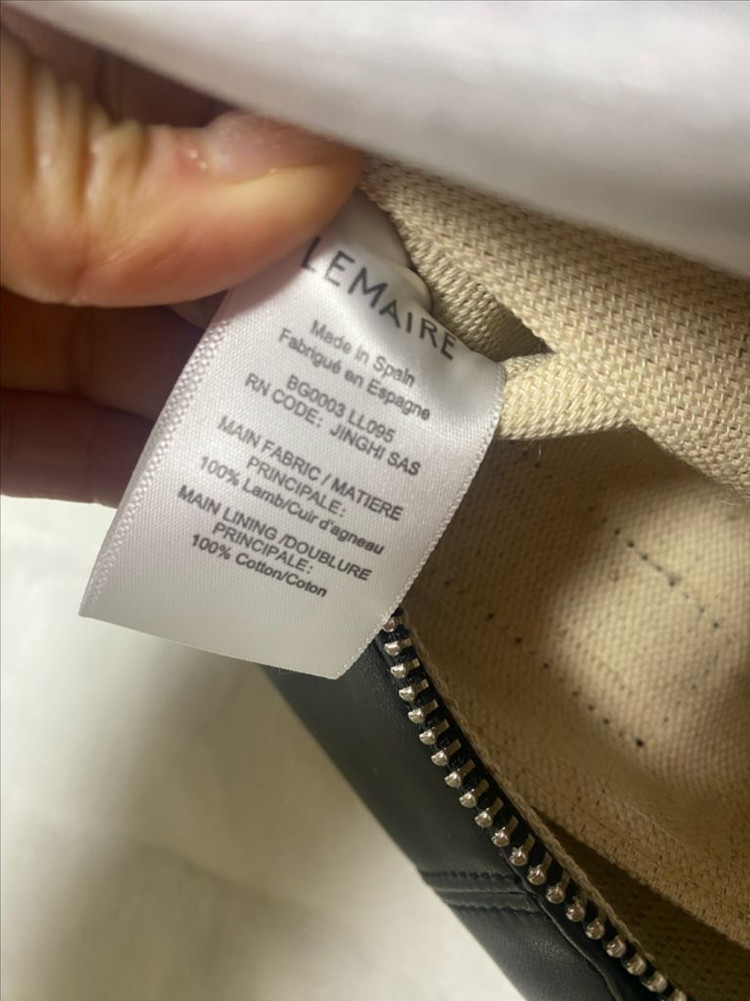 LEMAIRE
Made in Spain
Fabriqué en Espagne
BG0003 LL095
RN CODE: JINGHI SAS
MAIN FABRIC / MATIERE
PRINCIPALE:
100% Lamb/Cuir d'agneau
MAIN LINING /DOUBLURE
PRINCIPALE:
100% Cotton/Coton